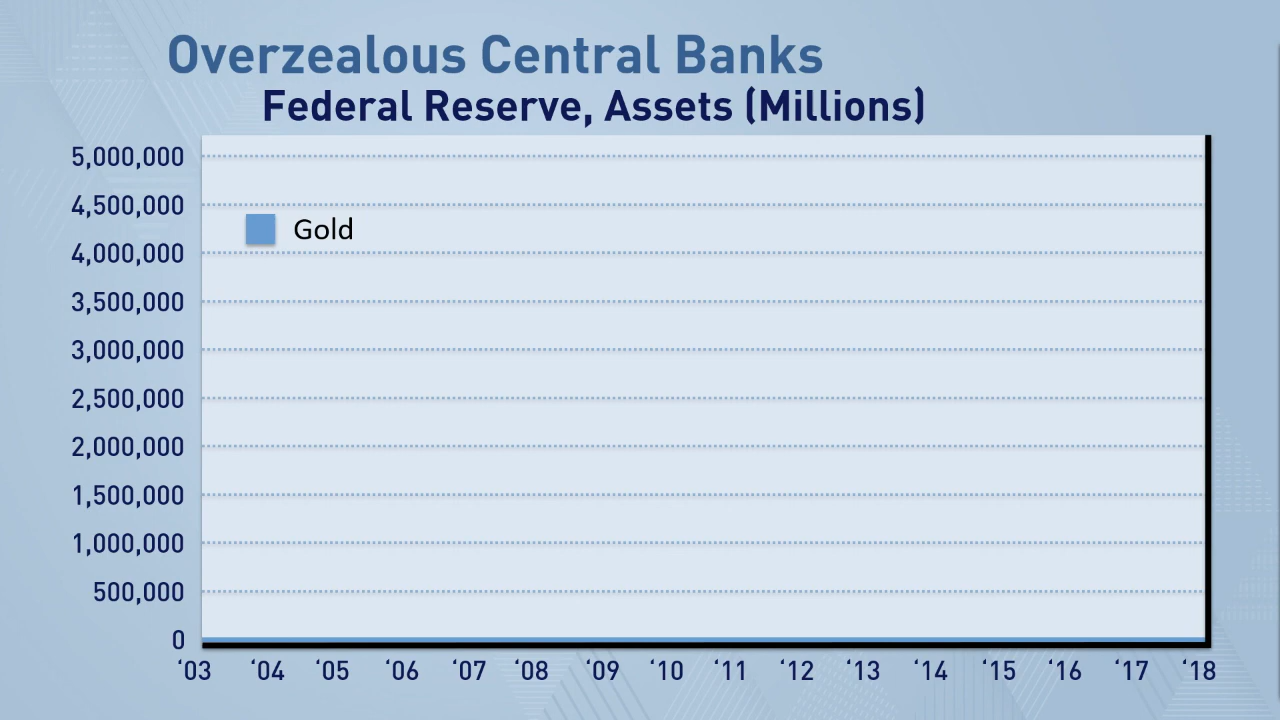 Overzealous Central Banks
Federal Reserve, Assets (Millions)
5,000,000
4,500,000
Gold
4,000,000
3,500,000
3,000,000
2,500,000
2,000,000
1,500,000
1,000,000
500,000
0
‘03 ‘04 ‘05 ‘06 ‘07 ‘08 ‘09 ‘10 ‘11 ‘12 ‘13 ‘14 ‘15 ‘16 ‘17 ‘18